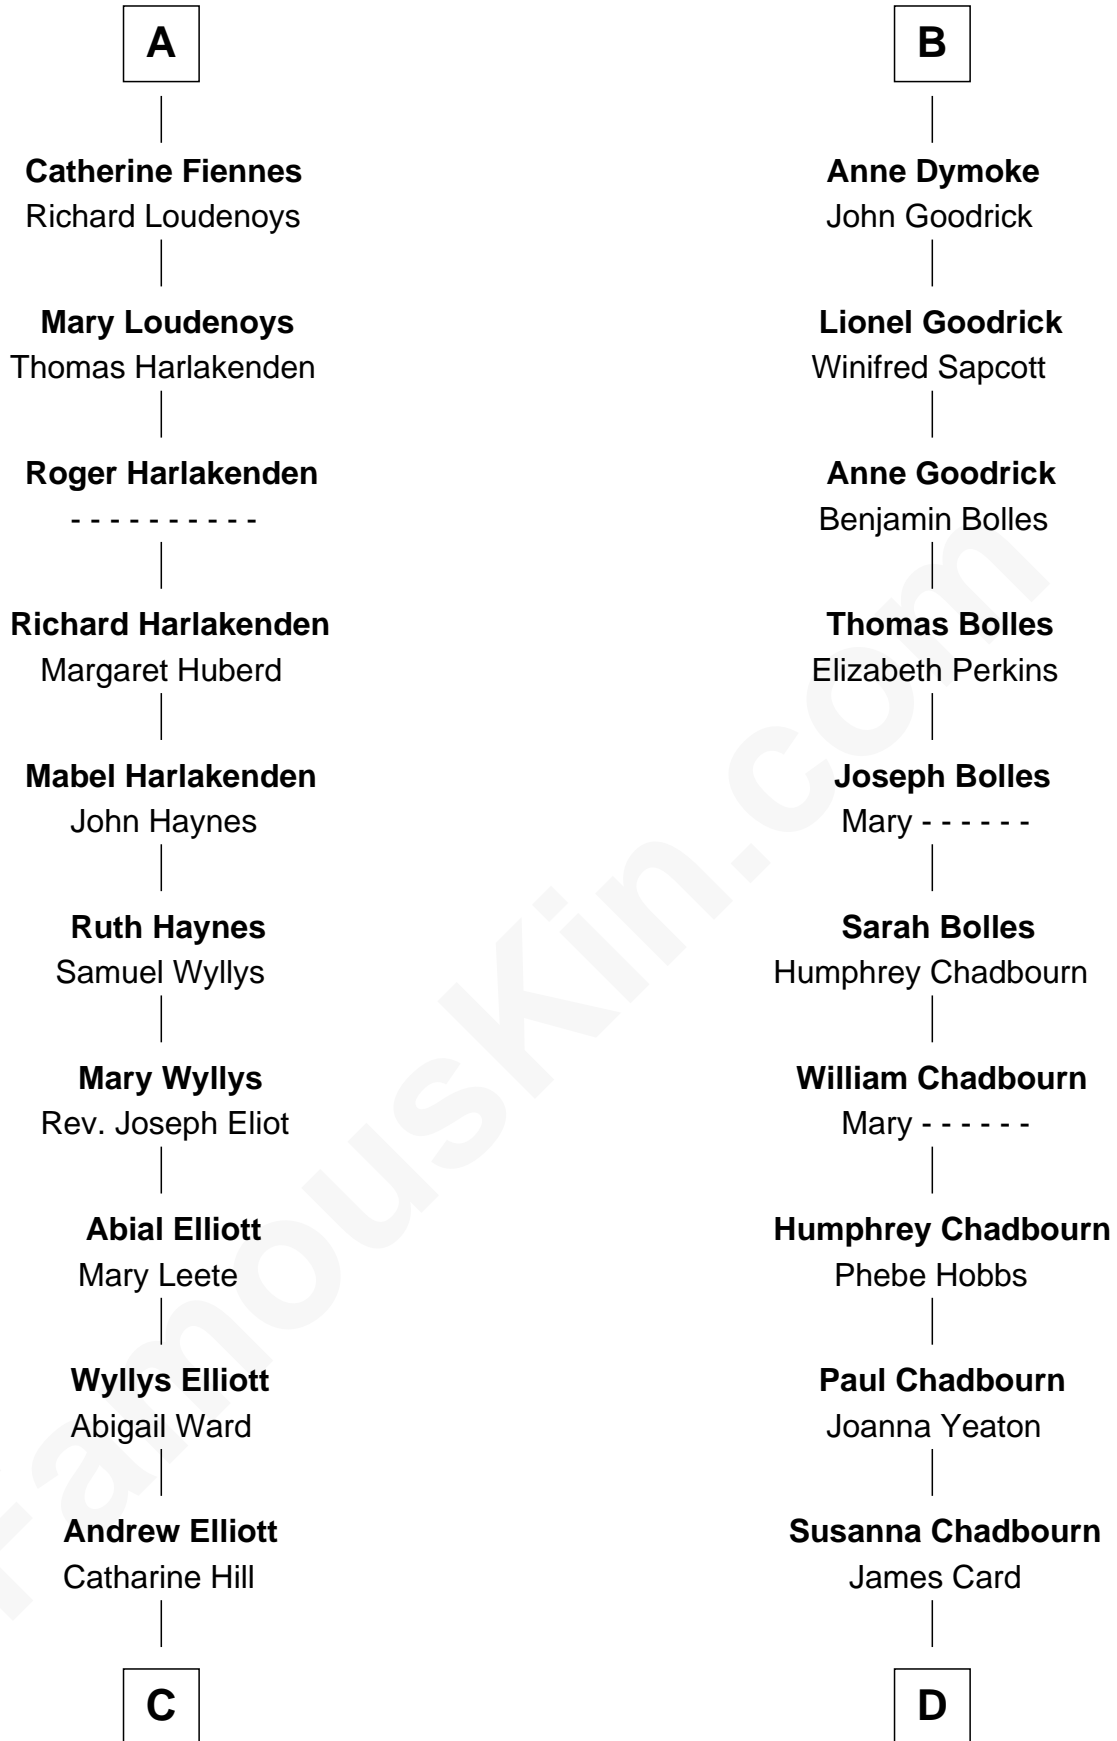 A
Catherine Fiennes
Richard Loudenoys
Mary Loudenoys
Thomas Harlakenden
Roger Harlakenden
- - - - - - - - - -
Richard Harlakenden
Margaret Huberd
Mabel Harlakenden
John Haynes
Ruth Haynes
Samuel Wyllys
Mary Wyllys
Rev. Joseph Eliot
Abial Elliott
Mary Leete
Wyllys Elliott
Abigail Ward
Andrew Elliott
Catharine Hill
C
B
Anne Dymoke
John Goodrick
Lionel Goodrick
Winifred Sapcott
Anne Goodrick
Benjamin Bolles
Thomas Bolles
Elizabeth Perkins
Joseph Bolles
Mary - - - - - -
Sarah Bolles
Humphrey Chadbourn
William Chadbourn
Mary - - - - - -
Humphrey Chadbourn
Phebe Hobbs
Paul Chadbourn
Joanna Yeaton
Susanna Chadbourn
James Card
D
FamousKin.com